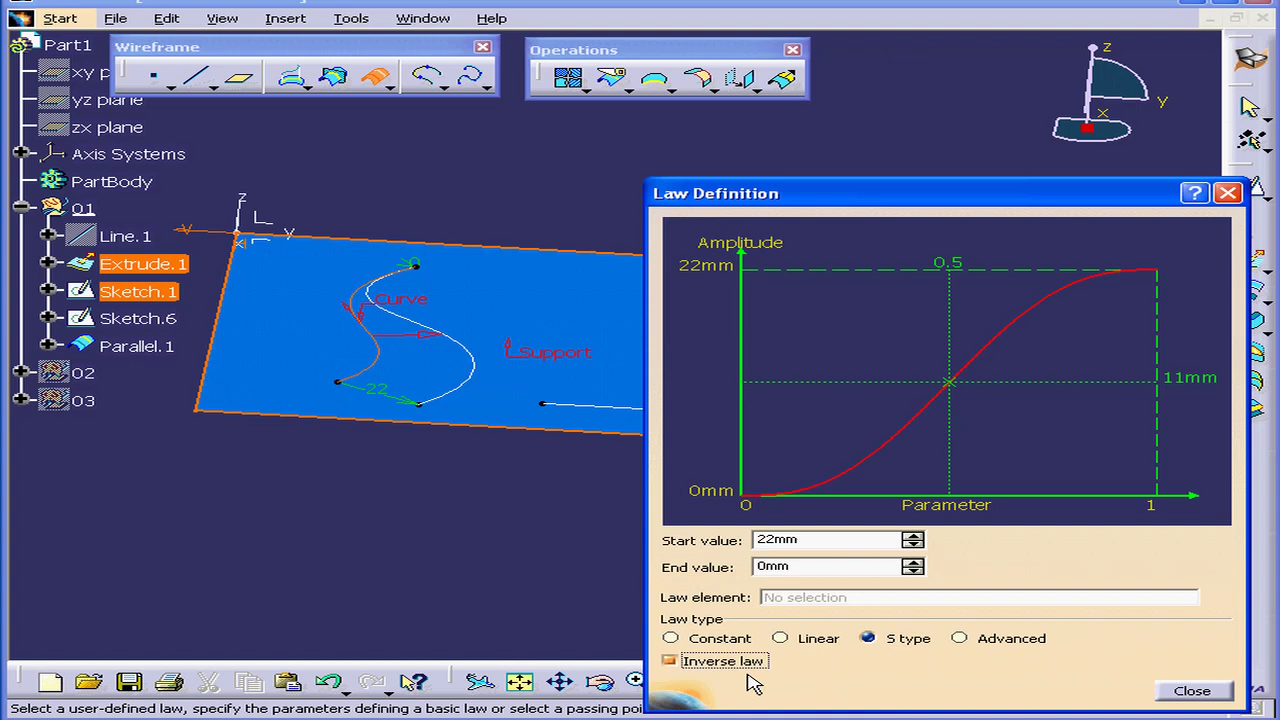 Start File Edit View Insert Tools Window Help
Part1
Wireframe
Operations
xy p
yz plane
zx plane
Axis Systems
PartBody
01
Line.1
Extrude.1
Sketch.1
Sketch.6
Parallel.1
02
03
z
y
x
z
y
x
0
Curve
Support
22
Law Definition
Amplitude
22mm
0.5
11mm
0mm
0
Parameter
1
Start value: 22mm
End value: 0mm
Law element: No selection
Law type
Constant Linear S type Advanced
Inverse law
Close
Select a user-defined law, specify the parameters defining a basic law or select a passing poi